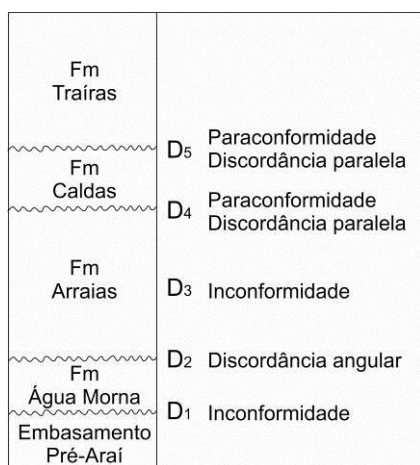 Fm
Traíras
D5 Paraconformidade
Discordância paralela
Fm
Caldas
D4 Paraconformidade
Discordância paralela
Fm
Arraias
D3 Inconformidade
D2 Discordância angular
Fm
Água Morna
D1 Inconformidade
Embasamento
Pré-Araí